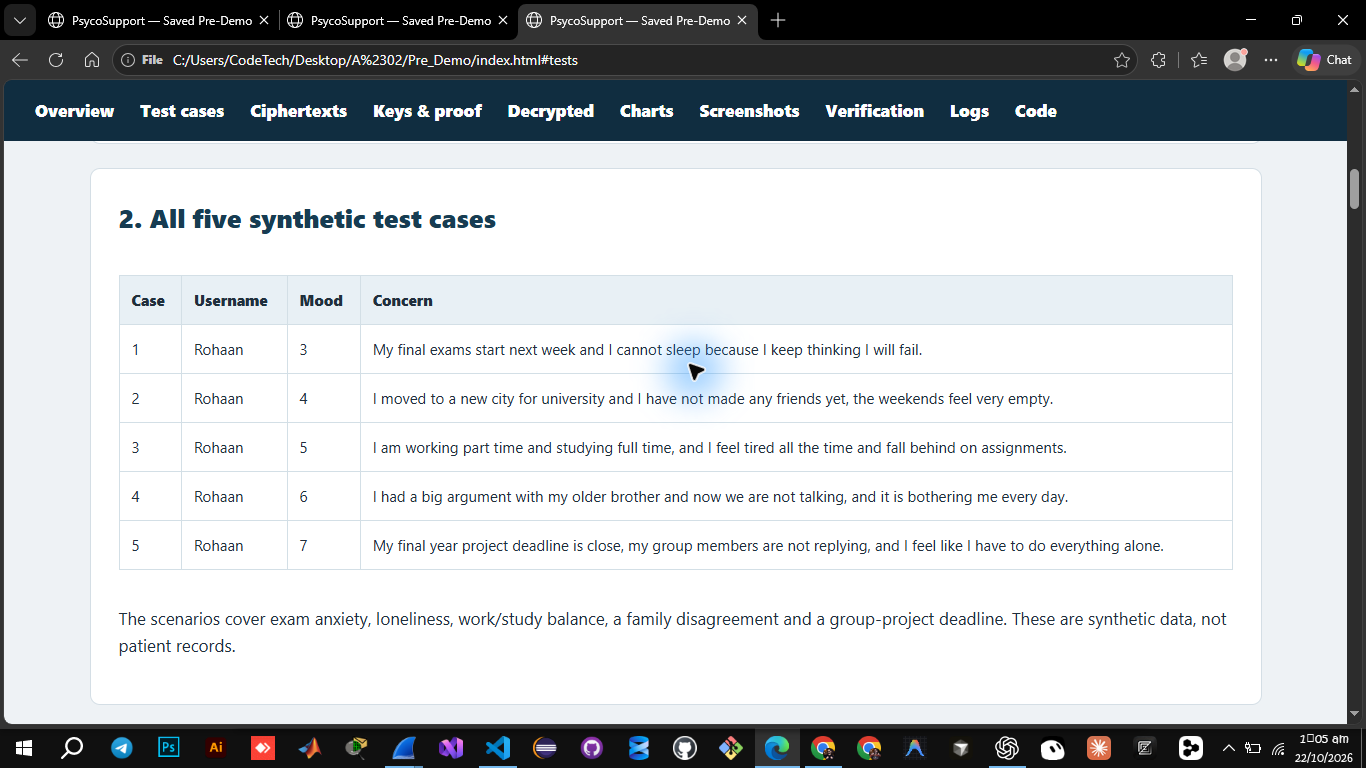 PsycoSupport — Saved Pre-Demo
PsycoSupport — Saved Pre-Demo
PsycoSupport — Saved Pre-Demo
File C:/Users/CodeTech/Desktop/A%2302/Pre_Demo/index.html#tests
Chat
Overview Test cases Ciphertexts Keys & proof Decrypted Charts Screenshots Verification Logs Code
2. All five synthetic test cases
Case Username Mood Concern
1 Rohaan 3 My final exams start next week and I cannot sleep because I keep thinking I will fail.
2 Rohaan 4 I moved to a new city for university and I have not made any friends yet, the weekends feel very empty.
3 Rohaan 5 I am working part time and studying full time, and I feel tired all the time and fall behind on assignments.
4 Rohaan 6 I had a big argument with my older brother and now we are not talking, and it is bothering me every day.
5 Rohaan 7 My final year project deadline is close, my group members are not replying, and I feel like I have to do everything alone.
The scenarios cover exam anxiety, loneliness, work/study balance, a family disagreement and a group-project deadline. These are synthetic data, not
patient records.
Ps Ai
1▯05 am
22/10/2026